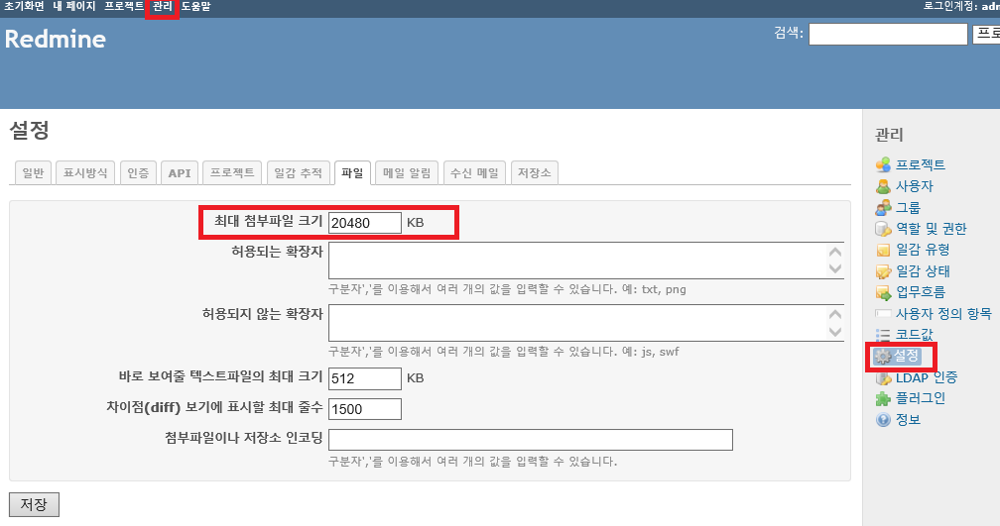 초기화면 내 페이지 프로젝트 관리 도움말
로그인계정: adm
Redmine
검색:
프로
설정
일반 표시방식 인증 API 프로젝트 일감 추적 파일 메일 알림 수신 메일 저장소
최대 첨부파일 크기 20480 KB
허용되는 확장자
구분자','를 이용해서 여러 개의 값을 입력할 수 있습니다. 예: txt, png
허용되지 않는 확장자
구분자','를 이용해서 여러 개의 값을 입력할 수 있습니다. 예: js, swf
바로 보여줄 텍스트파일의 최대 크기 512 KB
차이점(diff) 보기에 표시할 최대 줄수 1500
첨부파일이나 저장소 인코딩
구분자','를 이용해서 여러 개의 값을 입력할 수 있습니다.
저장
관리
프로젝트
사용자
그룹
역할 및 권한
일감 유형
일감 상태
업무흐름
사용자 정의 항목
코드값
설정
LDAP 인증
플러그인
정보